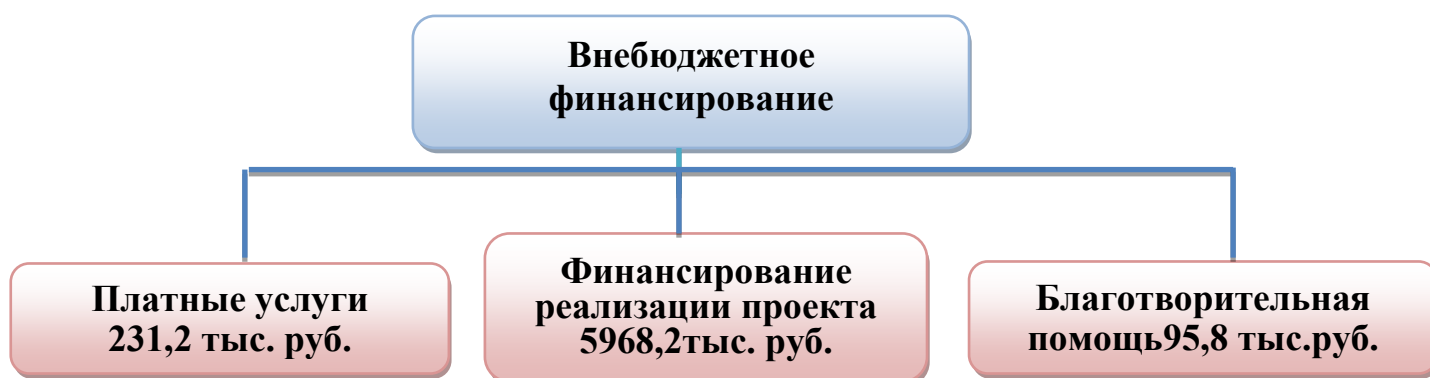 Внебюджетное
финансирование
Платные услуги
231,2 тыс. руб.
Финансирование
реализации проекта
5968,2тыс. руб.
Благотворительная
помощь95,8 тыс.руб.